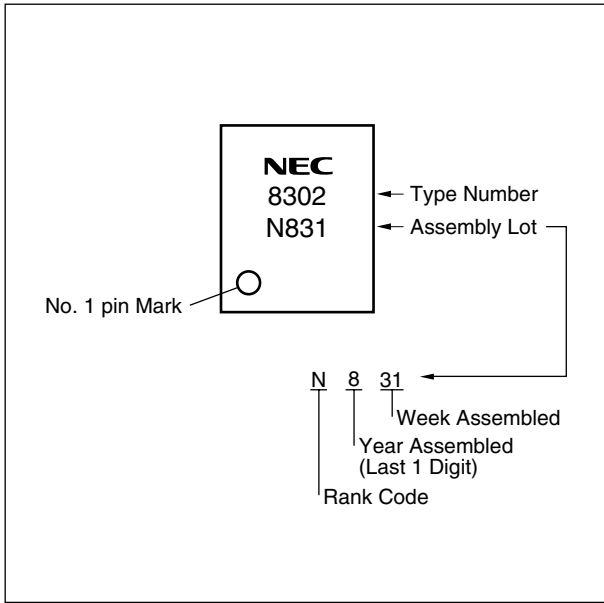 NEC
8302
N831
Type Number
Assembly Lot
No. 1 pin Mark
N 8 31
Week Assembled
Year Assembled
(Last 1 Digit)
Rank Code